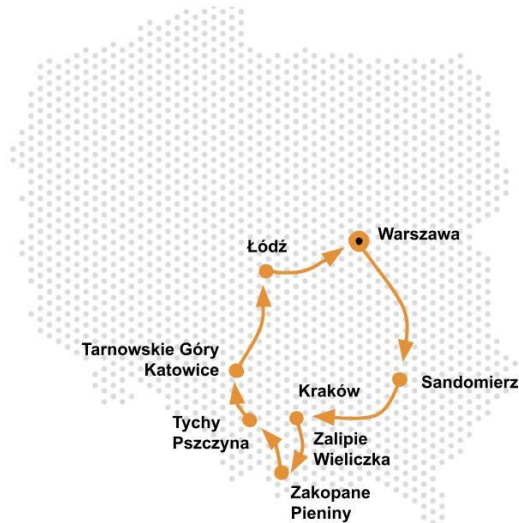 Warszawa
Łódź
Tarnowskie Góry
Katowice
Kraków
Sandomierz
Tychy
Pszczyna
Zalipie
Wieliczka
Zakopane
Pieniny